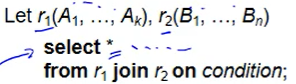 Let r₁(A₁, …, Aₖ), r₂(B₁, …, Bₙ)
select *
from r₁ join r₂ on condition;